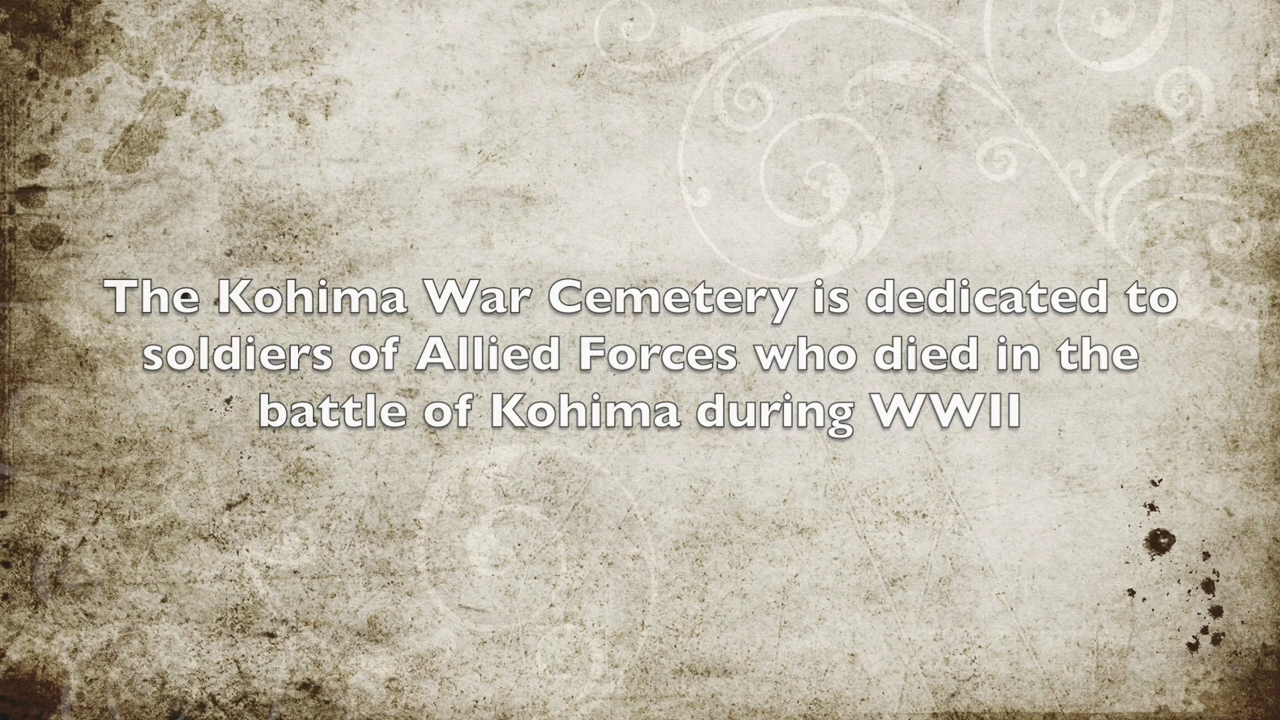 The Kohima War Cemetery is dedicated to
soldiers of Allied Forces who died in the
battle of Kohima during WWII